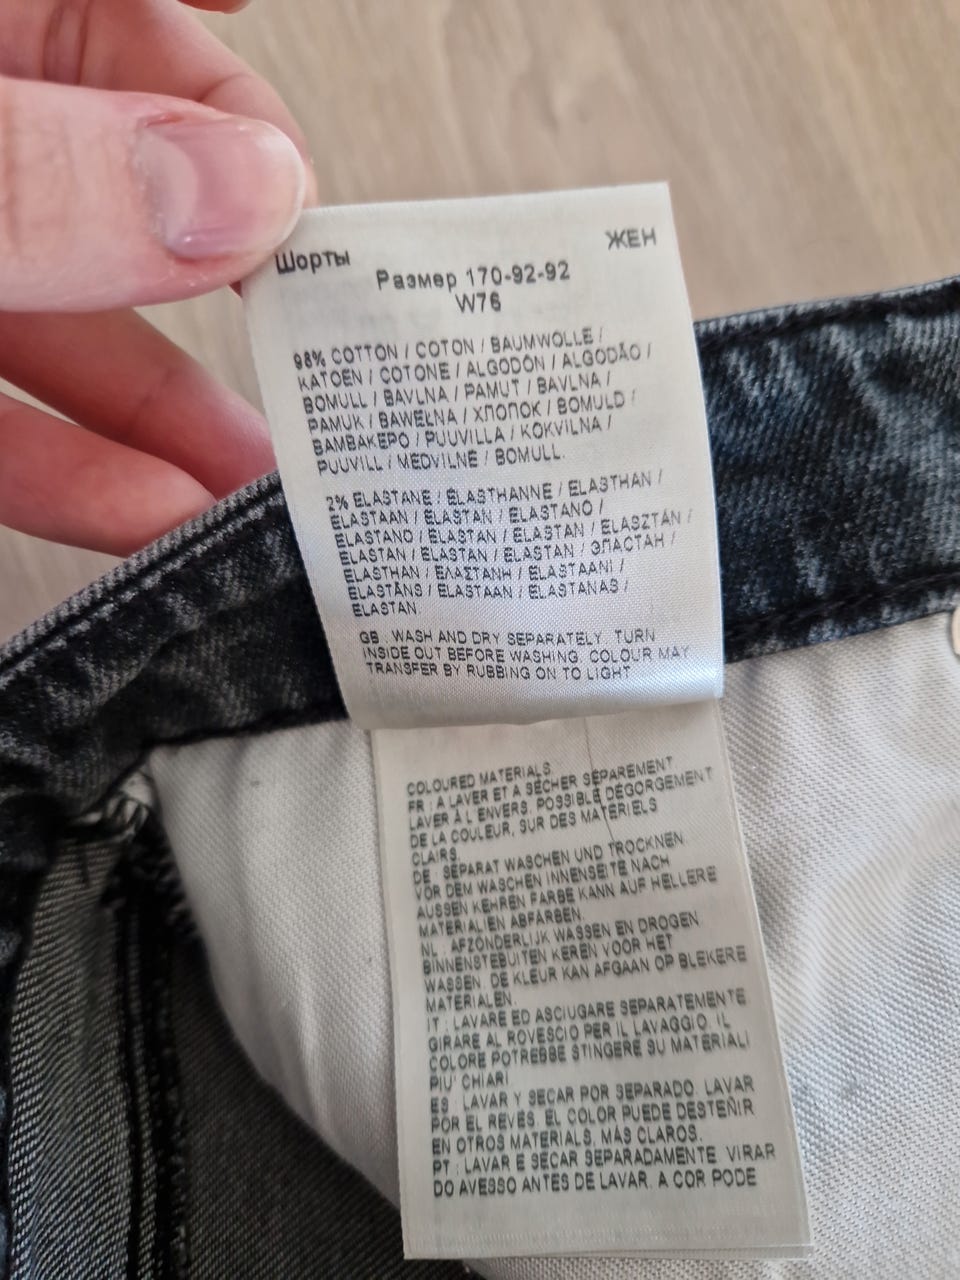 Шорты
ЖЕН
Размер 170-92-92
W76
98% COTTON / COTON / BAUMWOLLE /
KATOEN / COTONE / ALGODÓN / ALGODÃO /
BOMULL / BAVLNA / PAMUT / BAVLNA /
PAMUK / BAWEŁNA / ХЛОПОК / BOMULD /
ΒΑΜΒΑΚΕΡΟ / PUUVILLA / KOKVILNA /
PUUVILL / MEDVILNĖ / BOMULL.
2% ELASTANE / ÉLASTHANNE / ELASTHAN /
ELASTAAN / ELASTAN / ELASTANO /
ELASTANO / ELASTAN / ELASTAN / ELASZTÁN /
ELASTAN / ELASTAN / ELASTAN / ЭЛАСТАН /
ELASTHAN / ΕΛΑΣΤΑΝΗ / ELASTAANI /
ELASTĀNS / ELASTAAN / ELASTANAS /
ELASTAN.
GB : WASH AND DRY SEPARATELY. TURN
INSIDE OUT BEFORE WASHING. COLOUR MAY
TRANSFER BY RUBBING ON TO LIGHT
COLOURED MATERIALS.
FR : A LAVER ET A SÉCHER SÉPAREMENT
LAVER À L'ENVERS. POSSIBLE DÉGORGEMENT
DE LA COULEUR, SUR DES MATÉRIELS
CLAIRS.
DE : SEPARAT WASCHEN UND TROCKNEN.
VOR DEM WASCHEN INNENSEITE NACH
AUSSEN KEHREN FARBE KANN AUF HELLERE
MATERIALIEN ABFARBEN.
NL : AFZONDERLIJK WASSEN EN DROGEN.
BINNENSTEBUITEN KEREN VOOR HET
WASSEN. DE KLEUR KAN AFGAAN OP BLEKERE
MATERIALEN.
IT : LAVARE ED ASCIUGARE SEPARATEMENTE
GIRARE AL ROVESCIO PER IL LAVAGGIO. IL
COLORE POTREBBE STINGERE SU MATERIALI
PIU' CHIARI.
ES : LAVAR Y SECAR POR SEPARADO. LAVAR
POR EL REVES. EL COLOR PUEDE DESTEÑIR
EN OTROS MATERIALS, MÁS CLAROS.
PT : LAVAR E SECAR SEPARADAMENTE. VIRAR
DO AVESSO ANTES DE LAVAR. A COR PODE